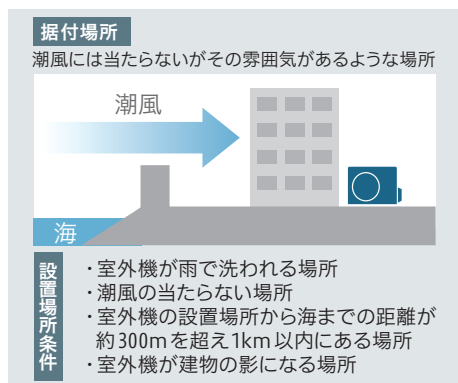 据付場所
潮風には当たらないがその雰囲気があるような場所
潮風
海
設置場所条件
・室外機が雨で洗われる場所
・潮風の当たらない場所
・室外機の設置場所から海までの距離が
約300mを超え1km以内にある場所
・室外機が建物の影になる場所